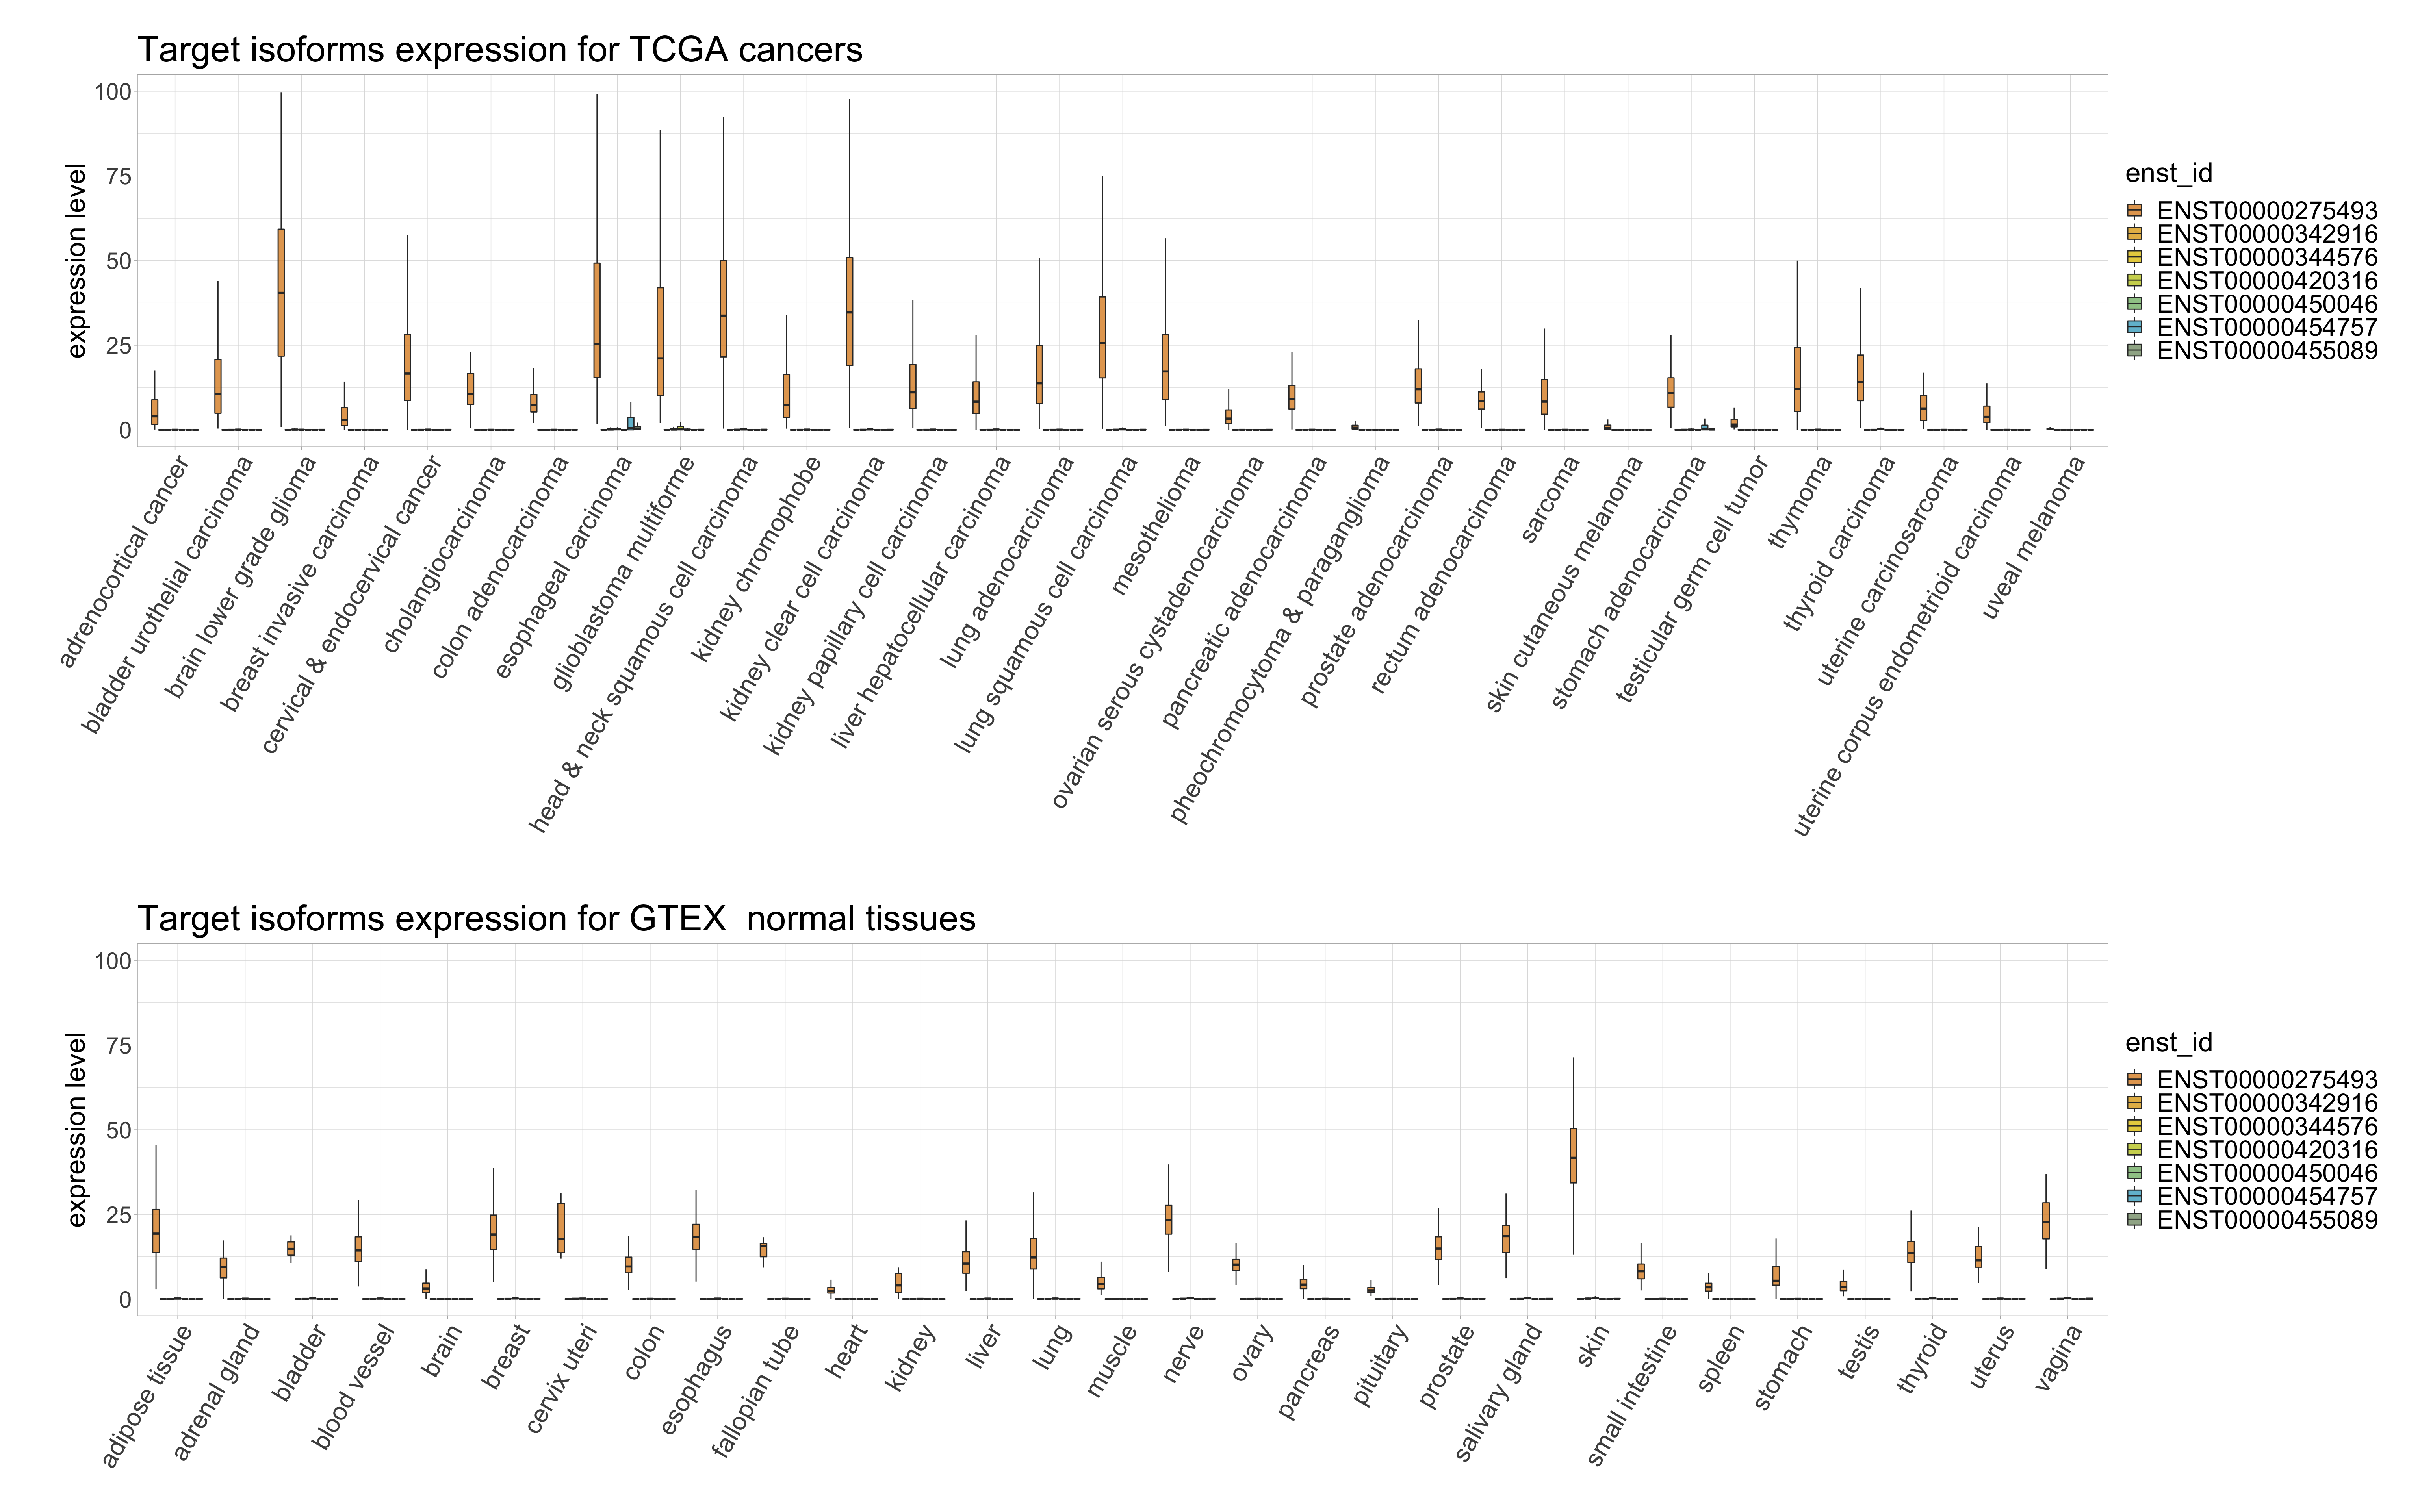 Target isoforms expression for TCGA cancers
expression level
100
75
50
25
0
adrenocortical cancer
bladder urothelial carcinoma
brain lower grade glioma
breast invasive carcinoma
cervical & endocervical cancer
cholangiocarcinoma
colon adenocarcinoma
esophageal carcinoma
glioblastoma multiforme
head & neck squamous cell carcinoma
kidney chromophobe
kidney clear cell carcinoma
kidney papillary cell carcinoma
liver hepatocellular carcinoma
lung adenocarcinoma
lung squamous cell carcinoma
mesothelioma
ovarian serous cystadenocarcinoma
pancreatic adenocarcinoma
pheochromocytoma & paraganglioma
prostate adenocarcinoma
rectum adenocarcinoma
sarcoma
skin cutaneous melanoma
stomach adenocarcinoma
testicular germ cell tumor
thymoma
thyroid carcinoma
uterine carcinosarcoma
uterine corpus endometrioid carcinoma
uveal melanoma
enst_id
ENST00000275493
ENST00000342916
ENST00000344576
ENST00000420316
ENST00000450046
ENST00000454757
ENST00000455089
Target isoforms expression for GTEX  normal tissues
expression level
100
75
50
25
0
adipose tissue
adrenal gland
bladder
blood vessel
brain
breast
cervix uteri
colon
esophagus
fallopian tube
heart
kidney
liver
lung
muscle
nerve
ovary
pancreas
pituitary
prostate
salivary gland
skin
small intestine
spleen
stomach
testis
thyroid
uterus
vagina
enst_id
ENST00000275493
ENST00000342916
ENST00000344576
ENST00000420316
ENST00000450046
ENST00000454757
ENST00000455089